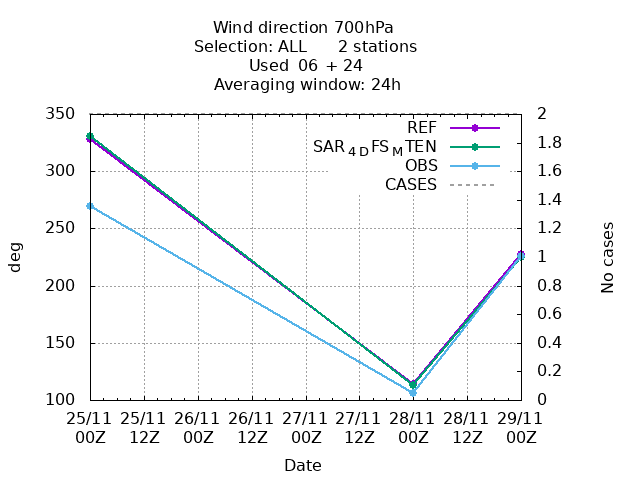 Wind direction 700hPa
Selection: ALL 2 stations
Used 06 + 24
Averaging window: 24h
350 2
REF
300 1.8
SAR4DFSMTEN
1.6
OBS
250 1.4
CASES
1.2
200 1
0.8
150 0.6
0.4
100 0.2
0
deg
No cases
25/11 25/11 26/11 26/11 27/11 27/11 28/11 28/11 29/11
00Z 12Z 00Z 12Z 00Z 12Z 00Z 12Z 00Z
Date